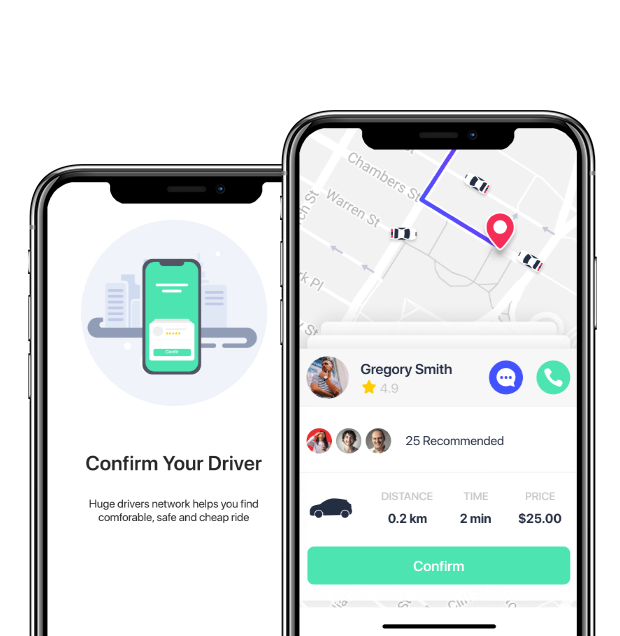 Confirm Your Driver
Huge drivers network helps you find
comforable, safe and cheap ride
Chambers St
Warren St
Gregory Smith
4.9
25 Recommended
DISTANCE TIME PRICE
0.2 km 2 min $25.00
Confirm